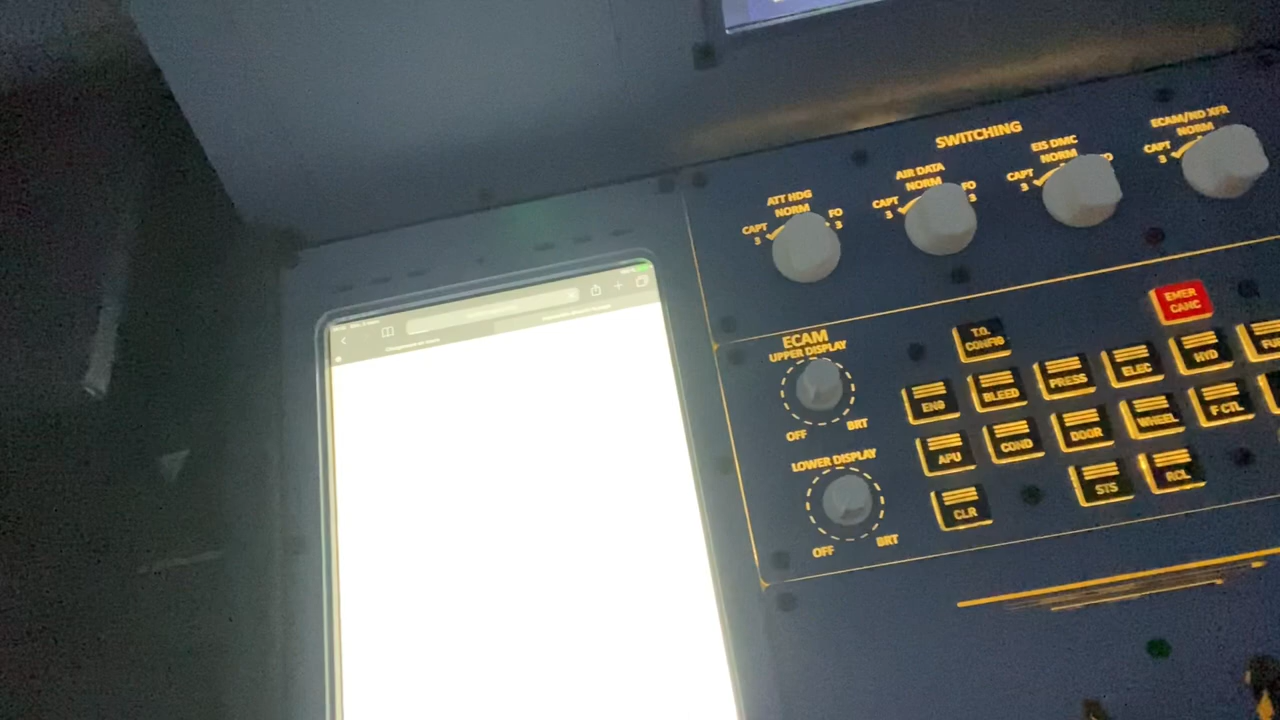 SWITCHING
ATT HDG
NORM
CAPT
3
FO
3
AIR DATA
NORM
CAPT
3
FO
3
EIS DMC
NORM
CAPT
3
ECAM/ND XFR
NORM
CAPT
3
ECAM
UPPER DISPLAY
OFF BRT
LOWER DISPLAY
OFF BRT
EMER
CANC
T.O.
CONFIG
ENG BLEED PRESS ELEC HYD
APU COND DOOR WHEEL F CTL
CLR STS RCL